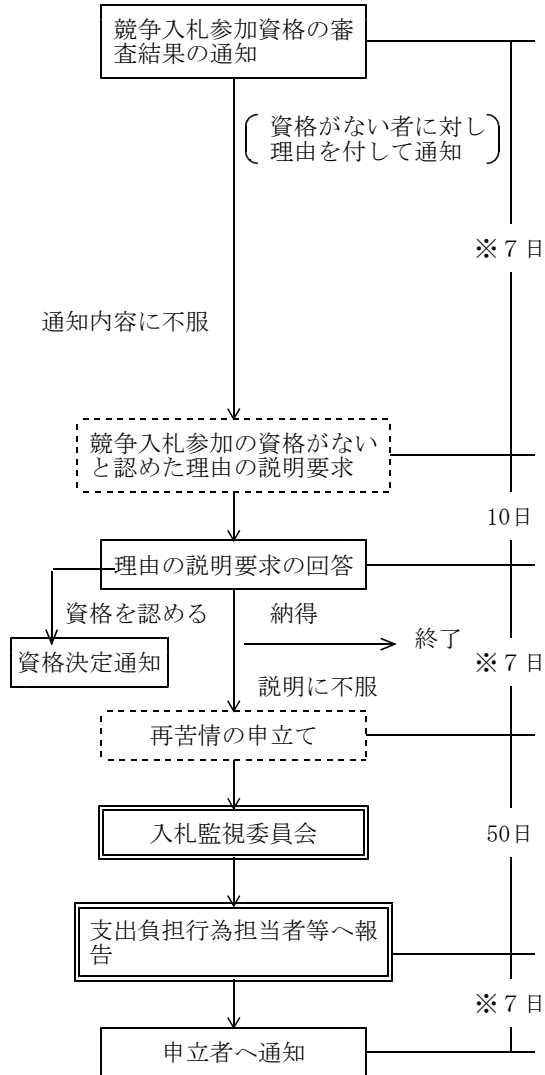 競争入札参加資格の審
査結果の通知
資格がない者に対し
理由を付して通知
※７日
通知内容に不服
競争入札参加の資格がない
と認めた理由の説明要求
10日
理由の説明要求の回答
資格を認める
納得
終了
資格決定通知
※７日
説明に不服
再苦情の申立て
入札監視委員会
50日
支出負担行為担当者等へ報
告
※７日
申立者へ通知